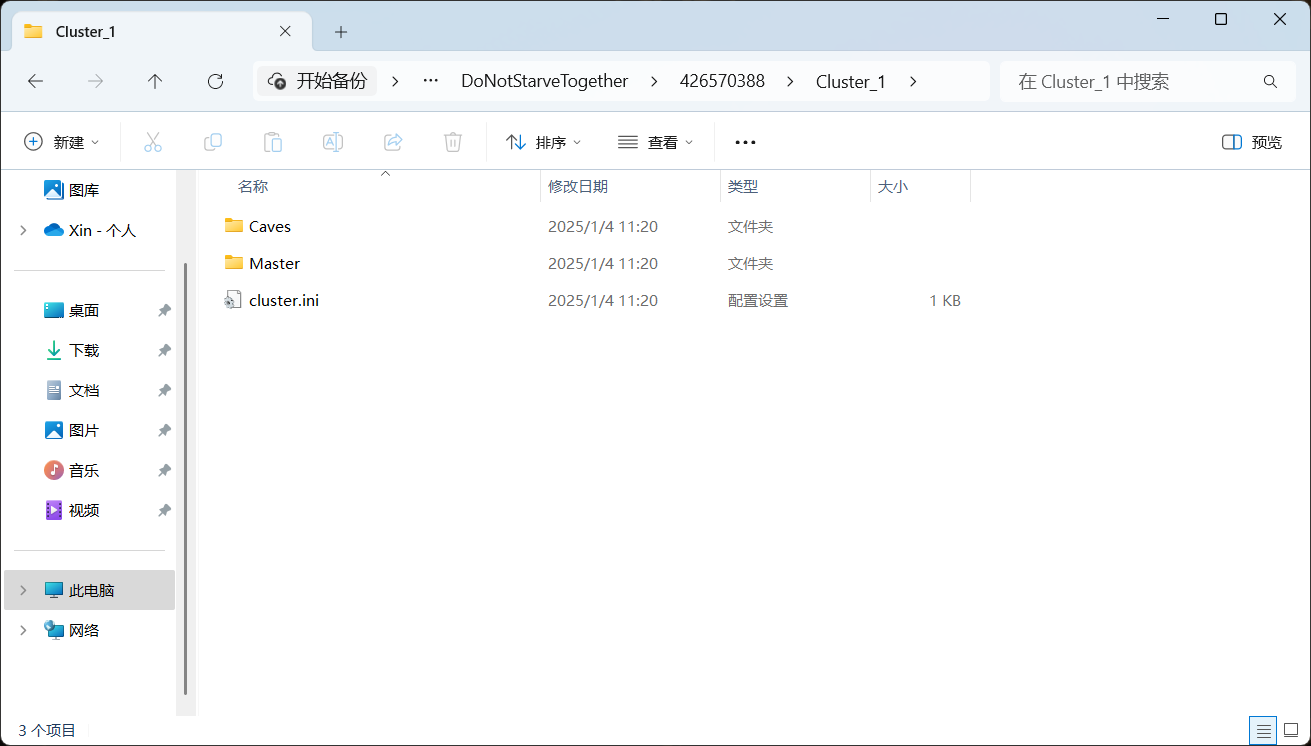 Cluster_1
开始备份 > ... DoNotStarveTogether > 426570388 > Cluster_1 >
在 Cluster_1 中搜索
新建
排序
查看
预览
图库
Xin - 个人
桌面
下载
文档
图片
音乐
视频
此电脑
网络
名称 修改日期 类型 大小
Caves 2025/1/4 11:20 文件夹
Master 2025/1/4 11:20 文件夹
cluster.ini 2025/1/4 11:20 配置设置 1 KB
3 个项目